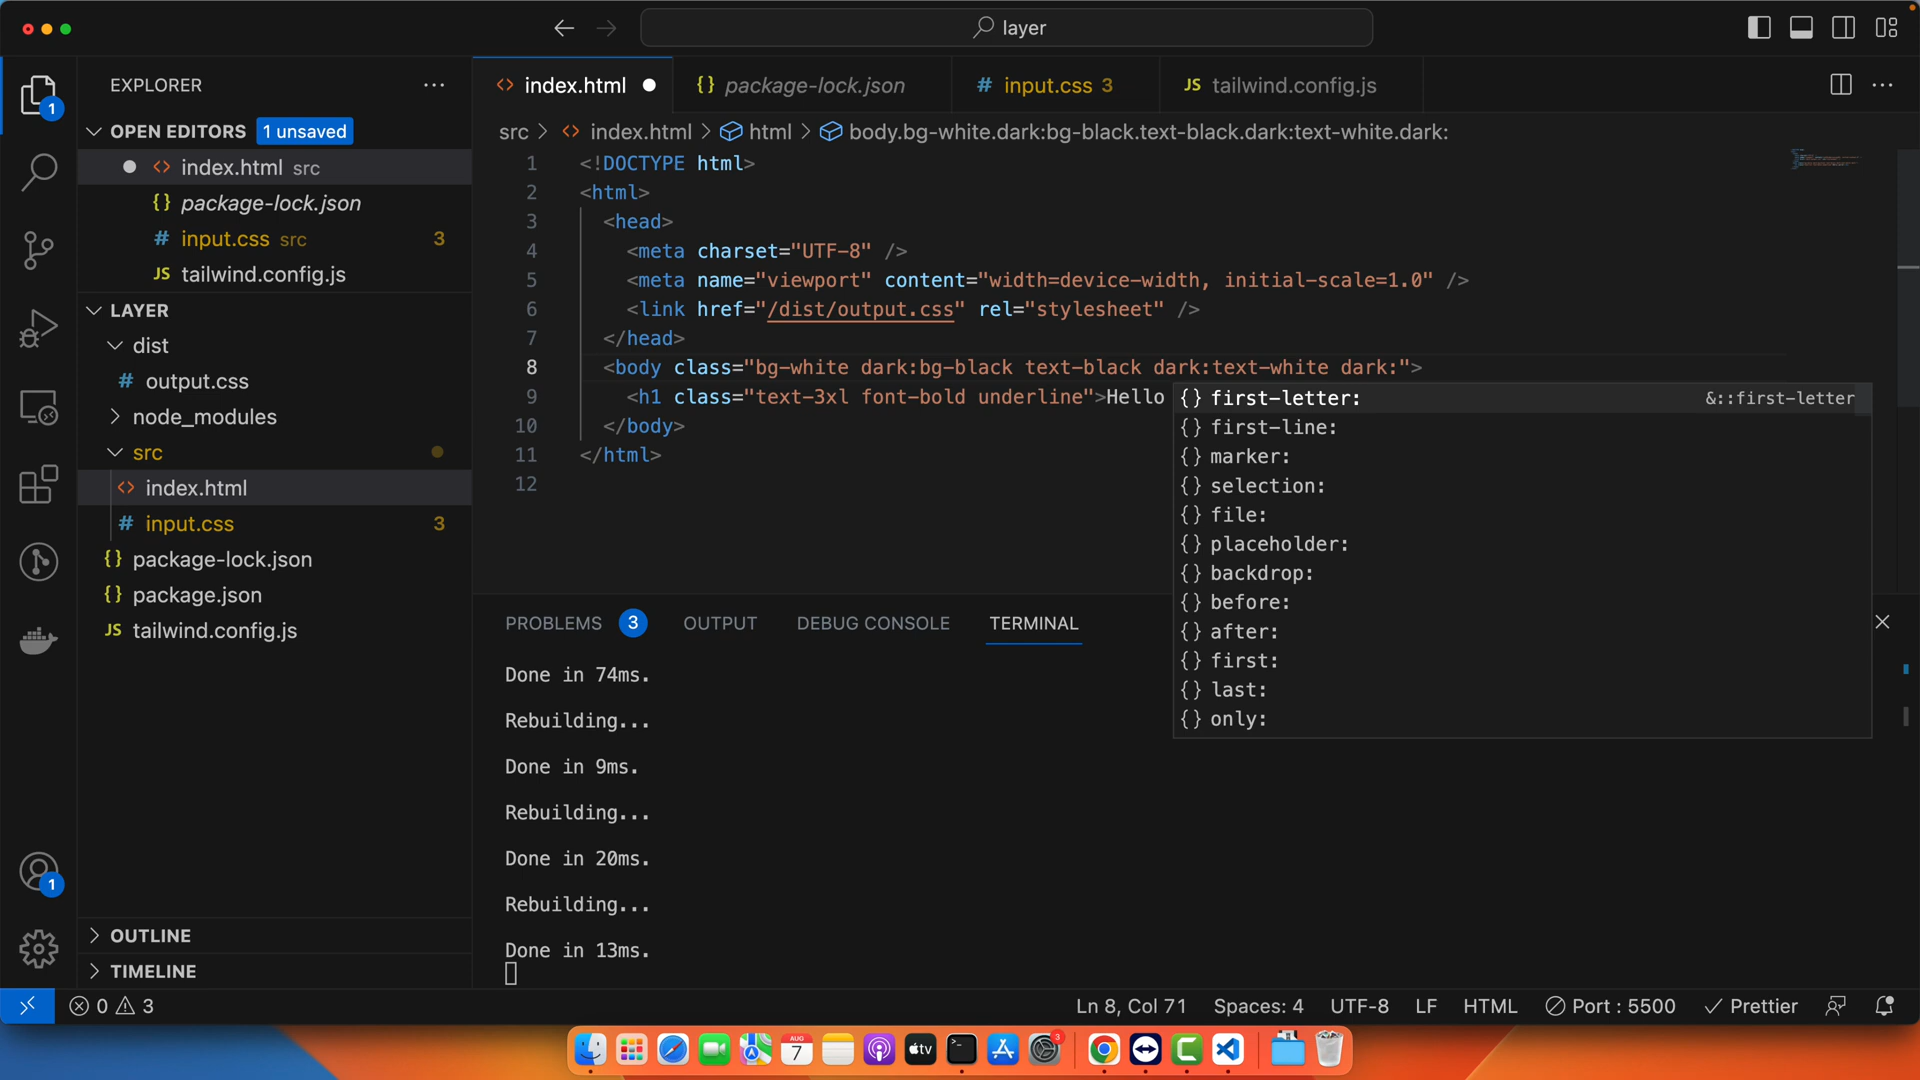 layer
EXPLORER
OPEN EDITORS 1 unsaved
index.html src
package-lock.json
input.css src 3
tailwind.config.js
LAYER
dist
output.css
node_modules
src
index.html
input.css 3
package-lock.json
package.json
tailwind.config.js
OUTLINE
TIMELINE
1
1
index.html
package-lock.json
input.css 3
tailwind.config.js
src > index.html > html > body.bg-white.dark:bg-black.text-black.dark:text-white.dark:
1 <!DOCTYPE html>
2 <html>
3 <head>
4 <meta charset="UTF-8" />
5 <meta name="viewport" content="width=device-width, initial-scale=1.0" />
6 <link href="/dist/output.css" rel="stylesheet" />
7 </head>
8 <body class="bg-white dark:bg-black text-black dark:text-white dark:">
9 <h1 class="text-3xl font-bold underline">Hello
10 </body>
11 </html>
12
{} first-letter: &::first-letter
{} first-line:
{} marker:
{} selection:
{} file:
{} placeholder:
{} backdrop:
{} before:
{} after:
{} first:
{} last:
{} only:
PROBLEMS 3 OUTPUT DEBUG CONSOLE TERMINAL
Done in 74ms.
Rebuilding...
Done in 9ms.
Rebuilding...
Done in 20ms.
Rebuilding...
Done in 13ms.
0 3 Ln 8, Col 71 Spaces: 4 UTF-8 LF HTML Port : 5500 Prettier
AUG
7
tv
3